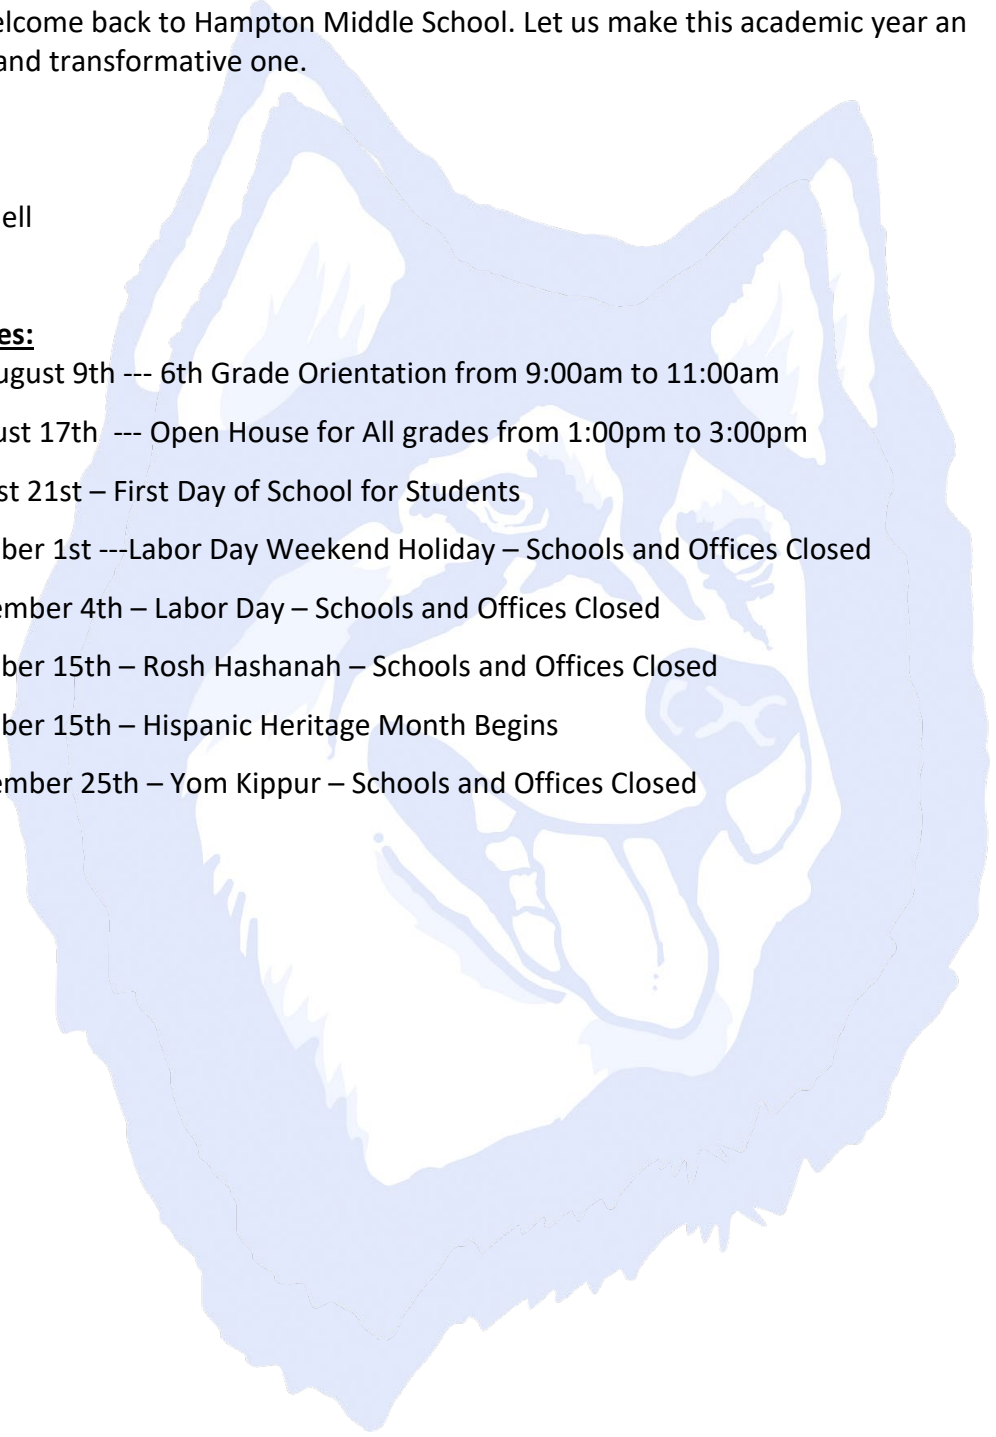 elcome back to Hampton Middle School. Let us make this academic year an
and transformative one.
ell
es:
ugust 9th --- 6th Grade Orientation from 9:00am to 11:00am
ust 17th --- Open House for All grades from 1:00pm to 3:00pm
st 21st – First Day of School for Students
ber 1st ---Labor Day Weekend Holiday – Schools and Offices Closed
ember 4th – Labor Day – Schools and Offices Closed
ber 15th – Rosh Hashanah – Schools and Offices Closed
ber 15th – Hispanic Heritage Month Begins
ember 25th – Yom Kippur – Schools and Offices Closed